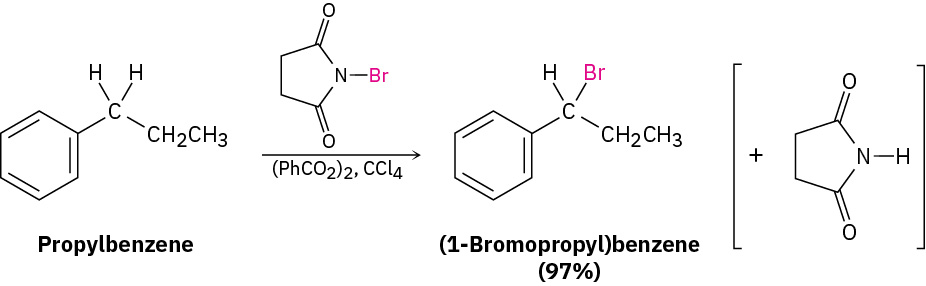 H H
C
CH2CH3
Propylbenzene
O
N Br
O
(PhCO2)2, CCl4
H Br
C
CH2CH3
(1-Bromopropyl)benzene
(97%)
+
O
N H
O